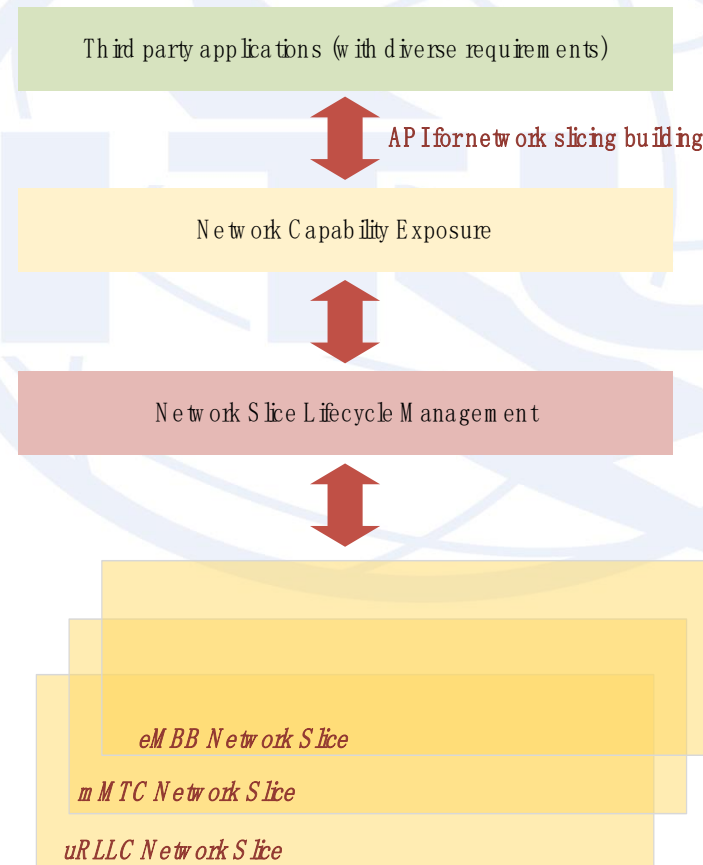 Third party applications (with diverse requirements)
API for network slicing building
Network Capability Exposure
Network Slice Lifecycle Management
eMBB Network Slice
mMTC Network Slice
uRLLC Network Slice
ITU